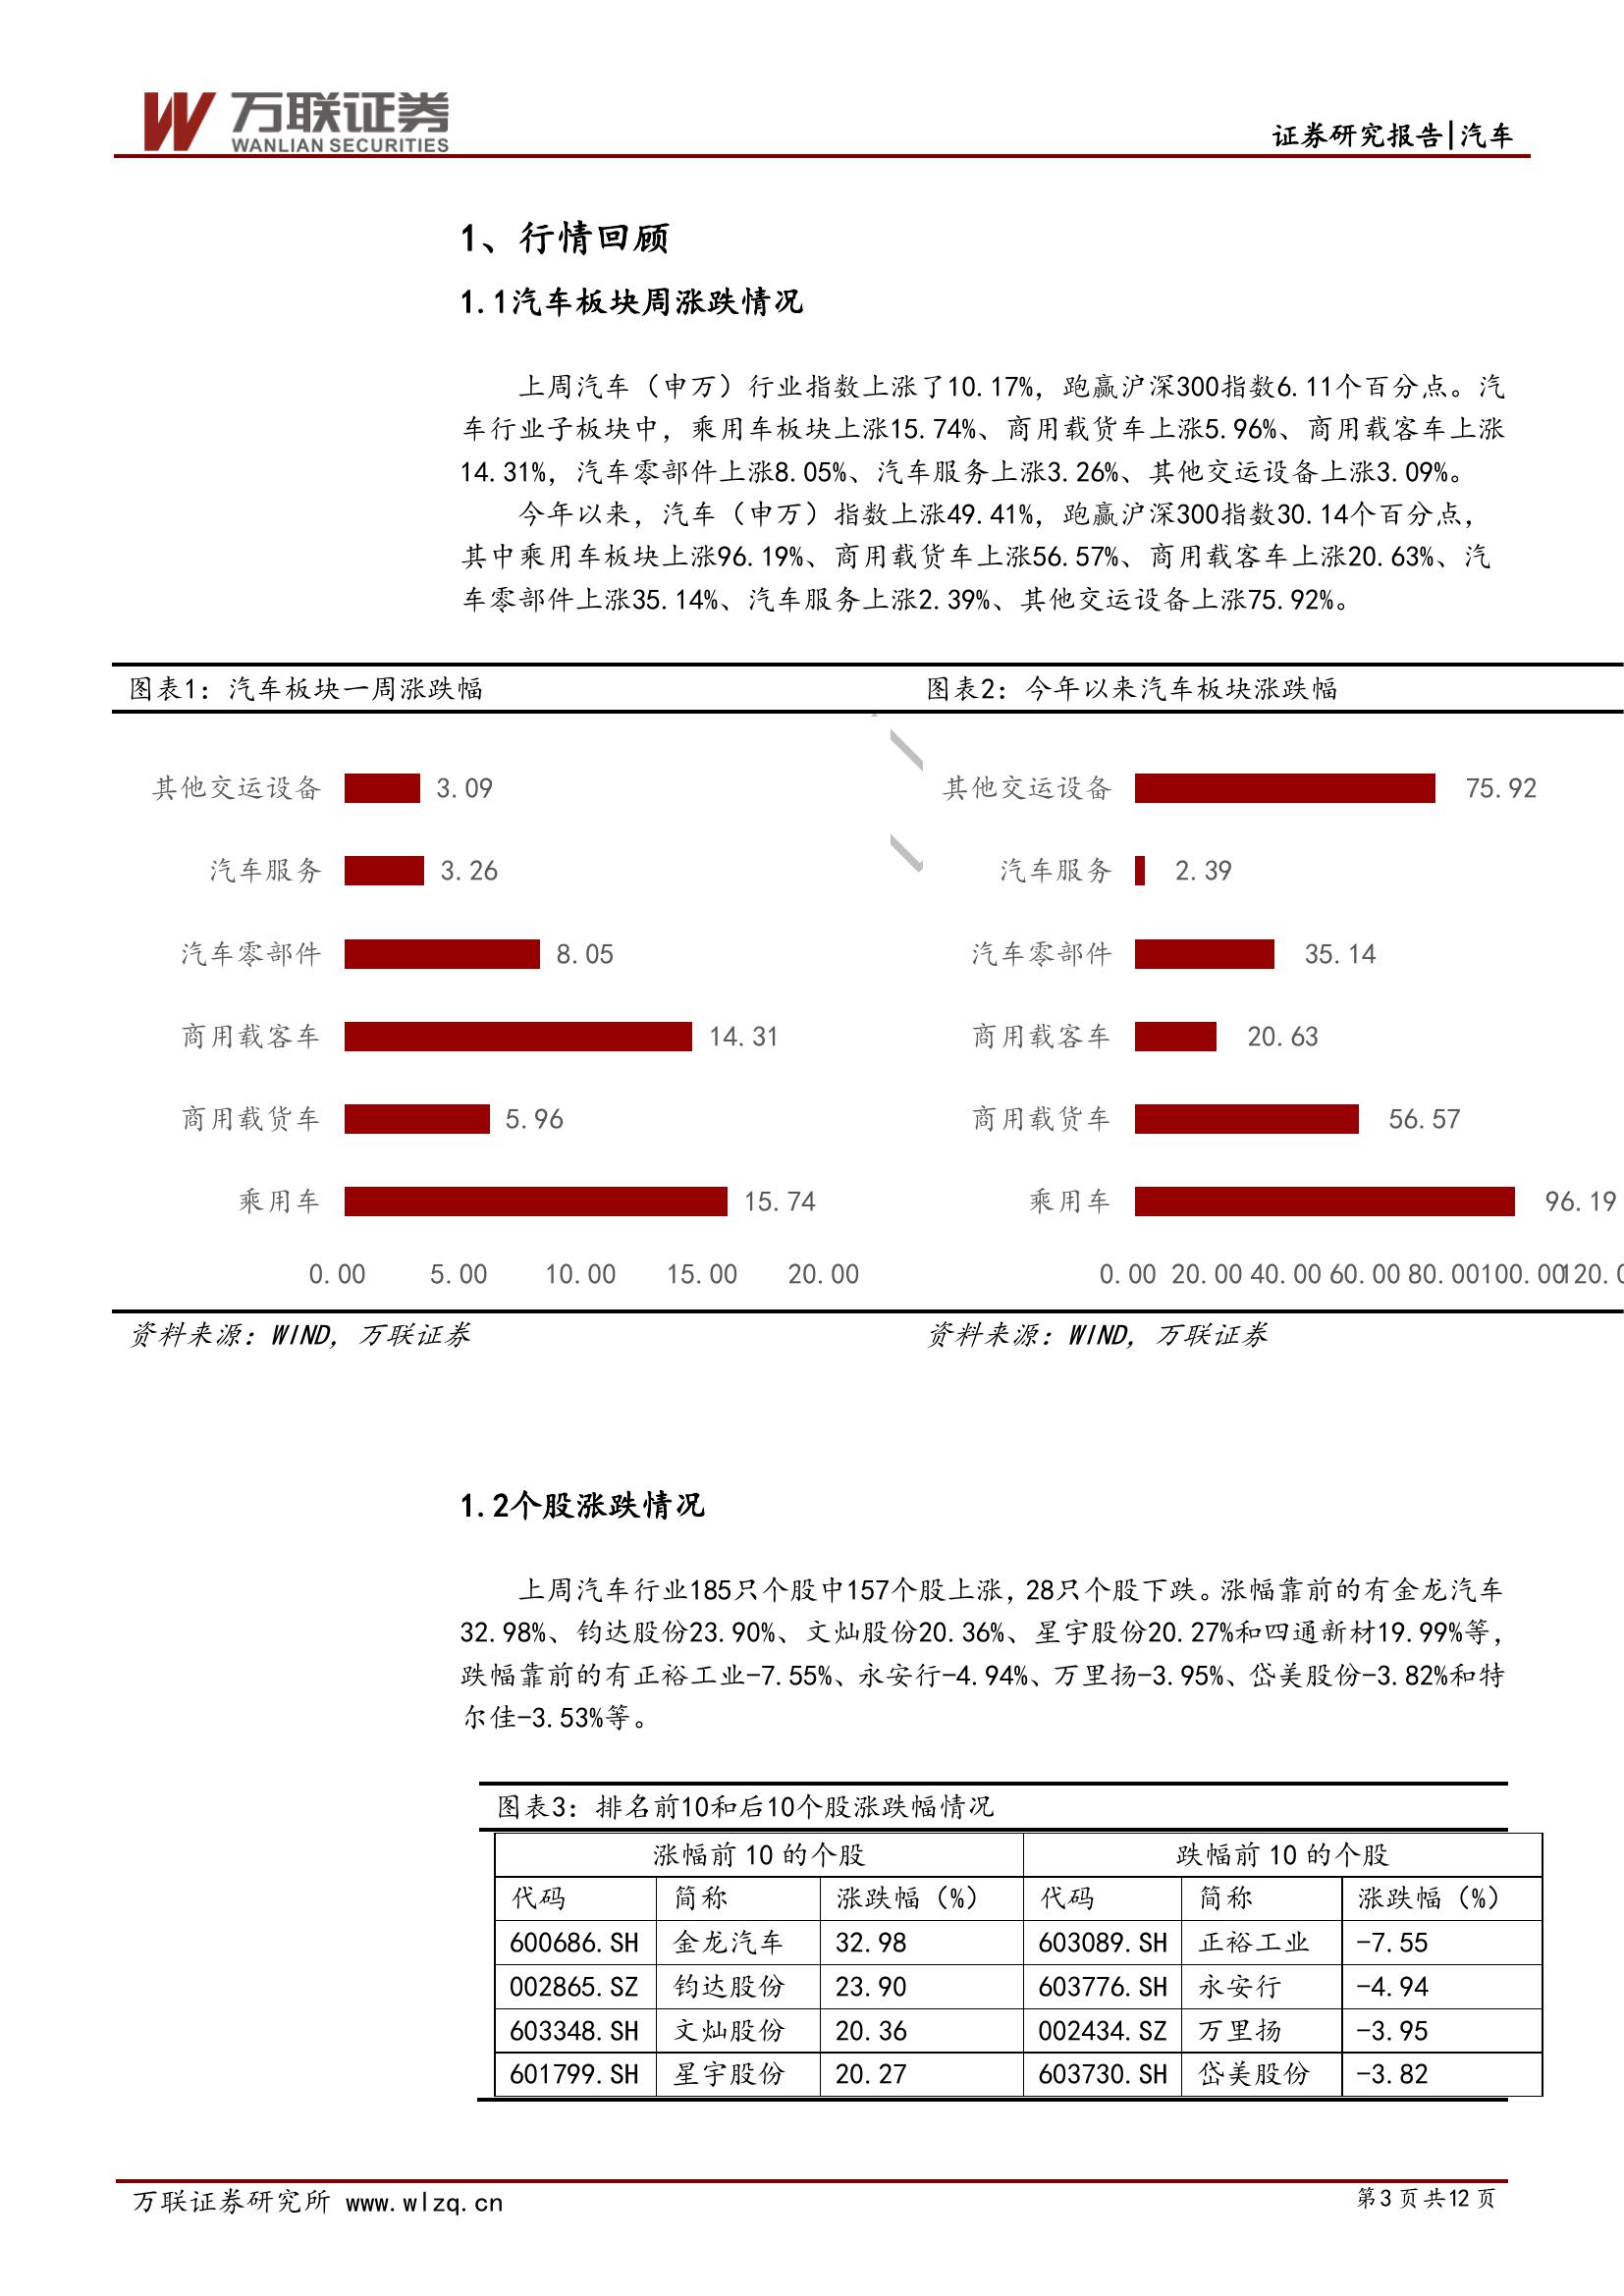 万联证券
WANLIAN SECURITIES
证券研究报告|汽车
1、行情回顾
1.1汽车板块周涨跌情况
上周汽车（申万）行业指数上涨了10.17%，跑赢沪深300指数6.11个百分点。汽
车行业子板块中，乘用车板块上涨15.74%、商用载货车上涨5.96%、商用载客车上涨
14.31%，汽车零部件上涨8.05%、汽车服务上涨3.26%、其他交运设备上涨3.09%。
今年以来，汽车（申万）指数上涨49.41%，跑赢沪深300指数30.14个百分点，
其中乘用车板块上涨96.19%、商用载货车上涨56.57%、商用载客车上涨20.63%、汽
车零部件上涨35.14%、汽车服务上涨2.39%、其他交运设备上涨75.92%。
图表1：汽车板块一周涨跌幅
其他交运设备 3.09
汽车服务 3.26
汽车零部件 8.05
商用载客车 14.31
商用载货车 5.96
乘用车 15.74
0.00 5.00 10.00 15.00 20.00
资料来源：WIND，万联证券
图表2：今年以来汽车板块涨跌幅
其他交运设备 75.92
汽车服务 2.39
汽车零部件 35.14
商用载客车 20.63
商用载货车 56.57
乘用车 96.19
0.00 20.00 40.00 60.00 80.00 100.00 120.0
资料来源：WIND，万联证券
1.2个股涨跌情况
上周汽车行业185只个股中157个股上涨，28只个股下跌。涨幅靠前的有金龙汽车
32.98%、钧达股份23.90%、文灿股份20.36%、星宇股份20.27%和四通新材19.99%等，
跌幅靠前的有正裕工业-7.55%、永安行-4.94%、万里扬-3.95%、岱美股份-3.82%和特
尔佳-3.53%等。
图表3：排名前10和后10个股涨跌幅情况
涨幅前 10 的个股 跌幅前 10 的个股
代码 简称 涨跌幅（%） 代码 简称 涨跌幅（%）
600686.SH 金龙汽车 32.98 603089.SH 正裕工业 -7.55
002865.SZ 钧达股份 23.90 603776.SH 永安行 -4.94
603348.SH 文灿股份 20.36 002434.SZ 万里扬 -3.95
601799.SH 星宇股份 20.27 603730.SH 岱美股份 -3.82
万联证券研究所 www.wlzq.cn
第3页共12页